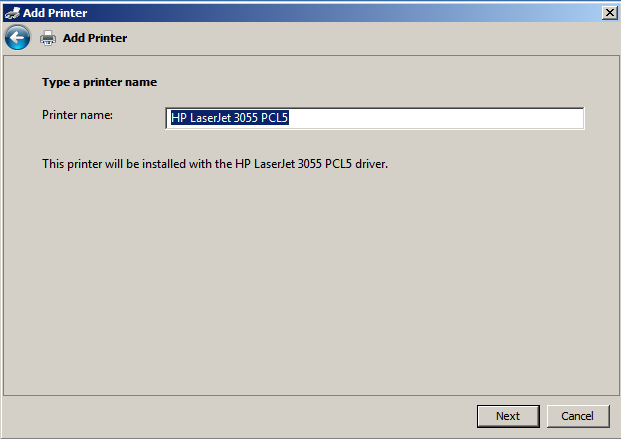 Add Printer
Add Printer
Type a printer name
Printer name: HP LaserJet 3055 PCL5
This printer will be installed with the HP LaserJet 3055 PCL5 driver.
Next Cancel